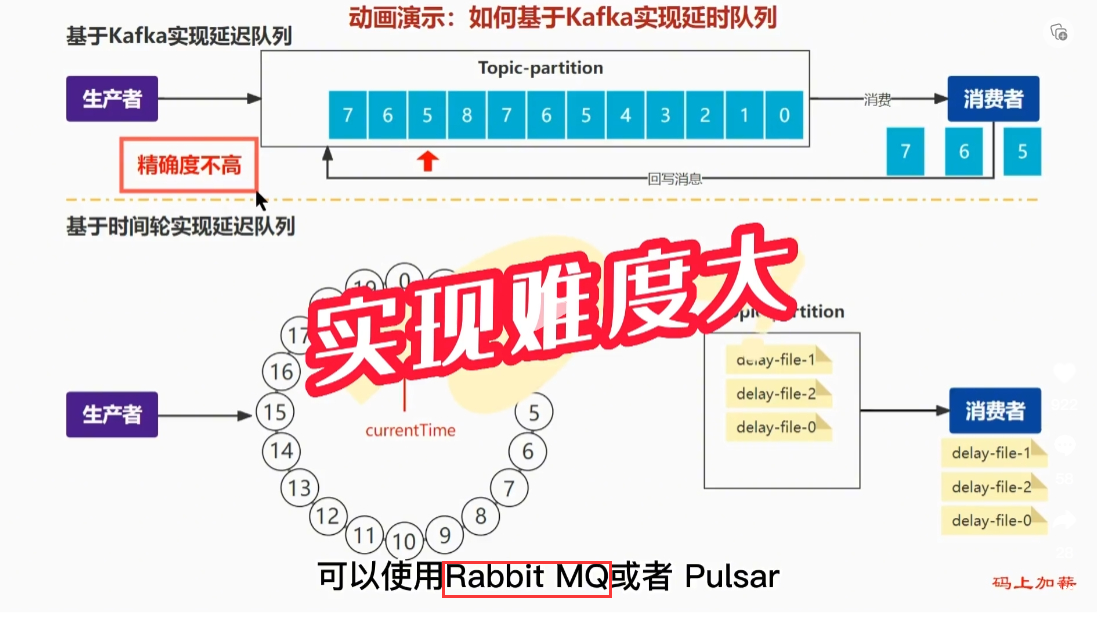 动画演示：如何基于Kafka实现延时队列
基于Kafka实现延迟队列
Topic-partition
生产者
7 6 5 8 7 6 5 4 3 2 1 0
消费
消费者
7 6 5
精确度不高
回写消息
基于时间轮实现延迟队列
实现难度大
0
17
16
15
14
13
12
11
10
9
8
7
6
5
currentTime
生产者
delay-file-1
delay-file-2
delay-file-0
消费者
delay-file-1
delay-file-2
delay-file-0
可以使用Rabbit MQ或者 Pulsar
码上加薪